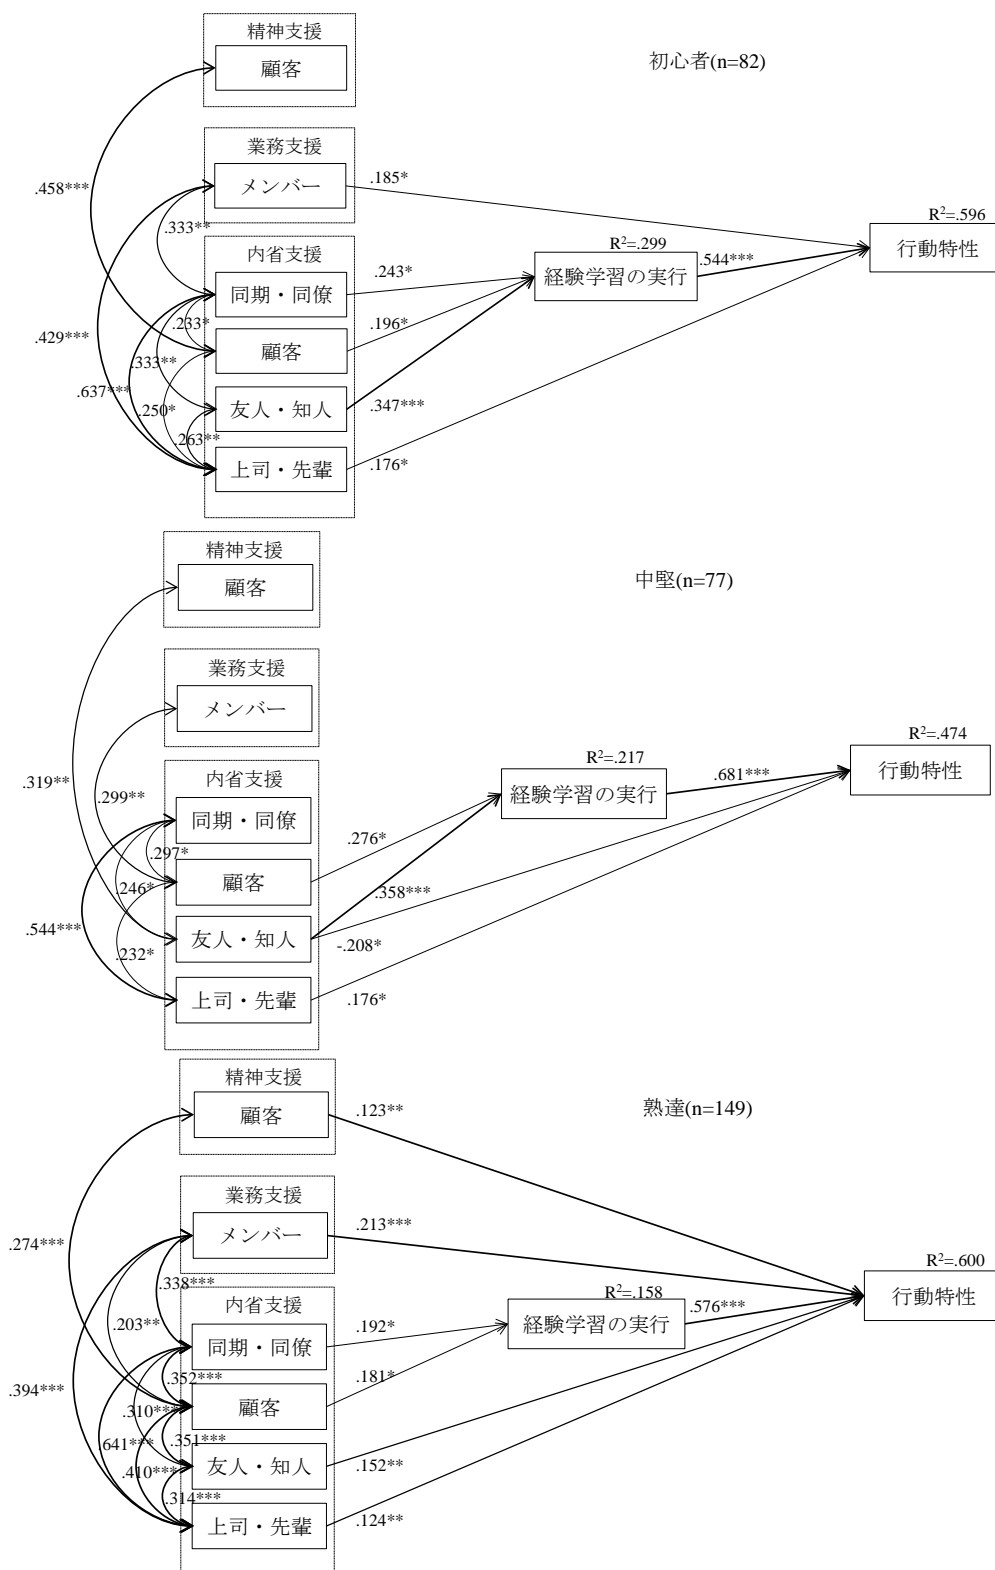 精神支援
顧客
初心者(n=82)
業務支援
メンバー
.185*
.458***
.333**
R²=.596
行動特性
内省支援
R²=.299
.243*
経験学習の実行
.544***
同期・同僚
.233*
.196*
.429***
顧客
.333**
.637***
.250*
友人・知人
.347***
.263**
上司・先輩
.176*
精神支援
顧客
中堅(n=77)
業務支援
メンバー
R²=.474
R²=.217
行動特性
.681***
内省支援
.319**
.299**
経験学習の実行
同期・同僚
.276*
.297*
顧客
.246*
.358***
.544***
友人・知人
-.208*
.232*
上司・先輩
.176*
精神支援
顧客
.123**
熟達(n=149)
業務支援
メンバー
.213***
.274***
.338***
R²=.600
R²=.158
行動特性
内省支援
.576***
.203**
.192*
経験学習の実行
同期・同僚
.352***
.181*
.394***
顧客
.310***
.641***
.351***
友人・知人
.152**
.410***
.314***
上司・先輩
.124**